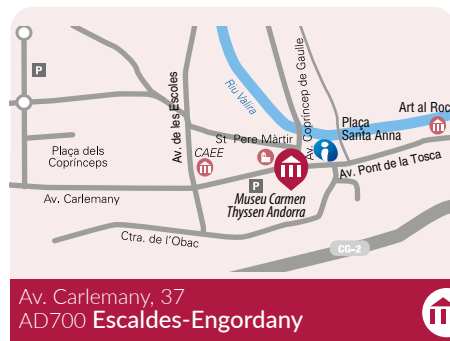 P
Riu Valira
Av. Copríncep de Gaulle
Av. de les Escoles
Art al Roc
Plaça
Santa Anna
St. Pere Màrtir
CAEE
Plaça dels
Coprínceps
Av. Pont de la Tosca
P
Av. Carlemany
Museu Carmen
Thyssen Andorra
Ctra. de l'Obac
CG-2
Av. Carlemany, 37
AD700 Escaldes-Engordany